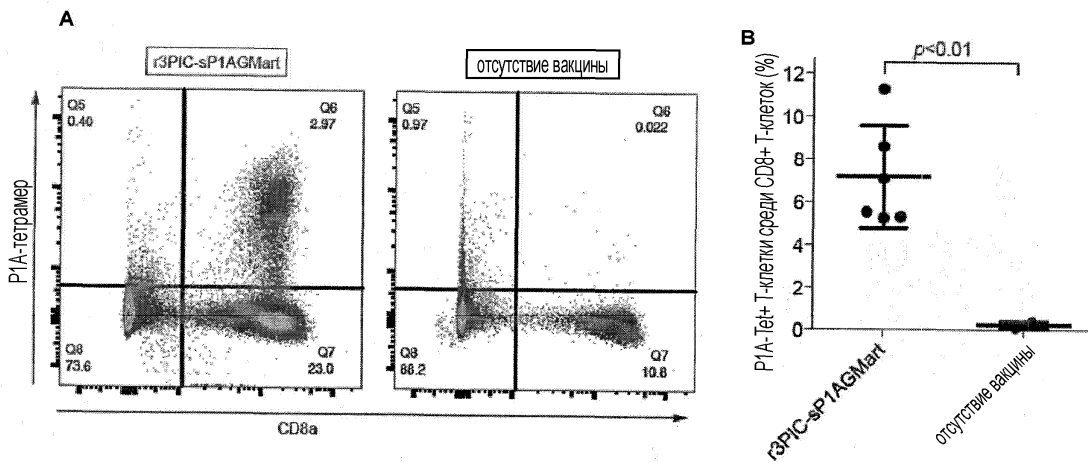 A
r3PIC-sP1AGMart
отсутствие вакцины
Q5
0.40
Q6
2.97
Q8
73.6
Q7
23.0
Q5
0.97
Q6
0.022
Q8
88.2
Q7
10.8
P1A-тетрамер
CD8a
B
p<0.01
P1A- Tet+ Т-клетки среди CD8+ Т-клеток (%)
12
10
8
6
4
2
0
r3PIC-sP1AGMart
отсутствие вакцины